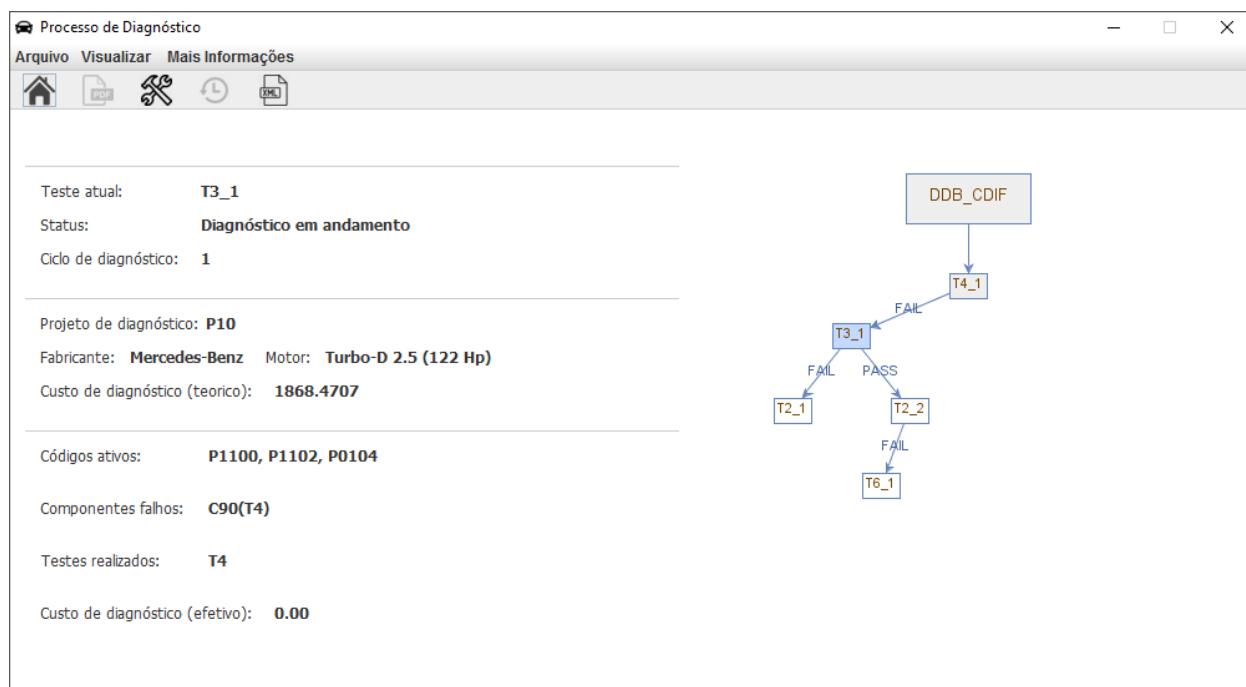 Processo de Diagnóstico
Arquivo Visualizar Mais Informações
PDF XML
Teste atual: T3_1
Status: Diagnóstico em andamento
Ciclo de diagnóstico: 1
Projeto de diagnóstico: P10
Fabricante: Mercedes-Benz Motor: Turbo-D 2.5 (122 Hp)
Custo de diagnóstico (teorico): 1868.4707
Códigos ativos: P1100, P1102, P0104
Componentes falhos: C90(T4)
Testes realizados: T4
Custo de diagnóstico (efetivo): 0.00
DDB_CDIF
T4_1
FAIL
T3_1
FAIL PASS
T2_1 T2_2
FAIL
T6_1